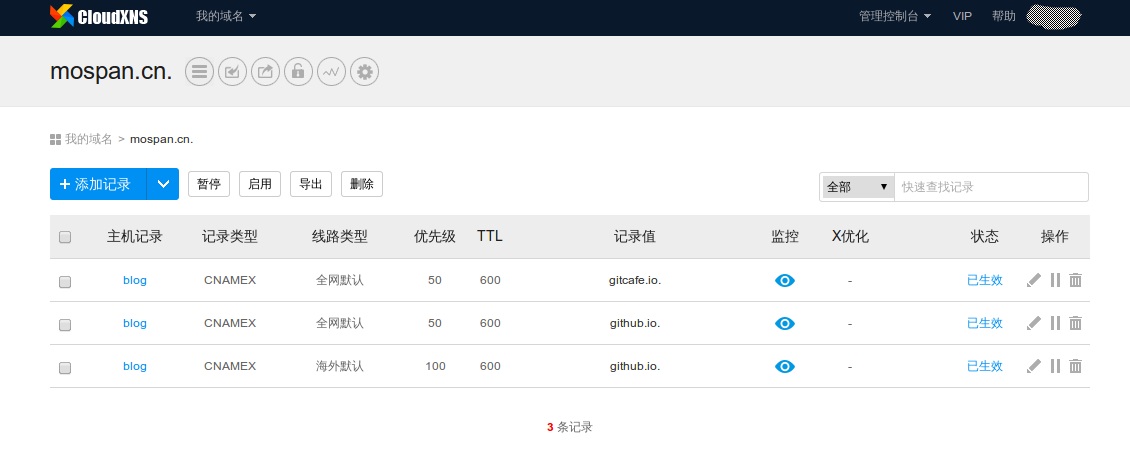 CloudXNS 我的域名 管理控制台 VIP 帮助
mospan.cn.
我的域名 > mospan.cn.
+ 添加记录 暂停 启用 导出 删除 全部 快速查找记录
主机记录 记录类型 线路类型 优先级 TTL 记录值 监控 X优化 状态 操作
blog CNAMEX 全网默认 50 600 gitcafe.io. - 已生效
blog CNAMEX 全网默认 50 600 github.io. - 已生效
blog CNAMEX 海外默认 100 600 github.io. - 已生效
3 条记录